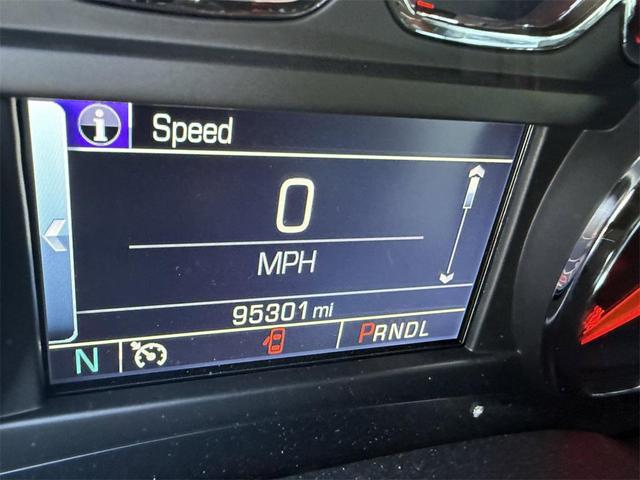 i Speed
0
MPH
95301 mi
N PRNDL